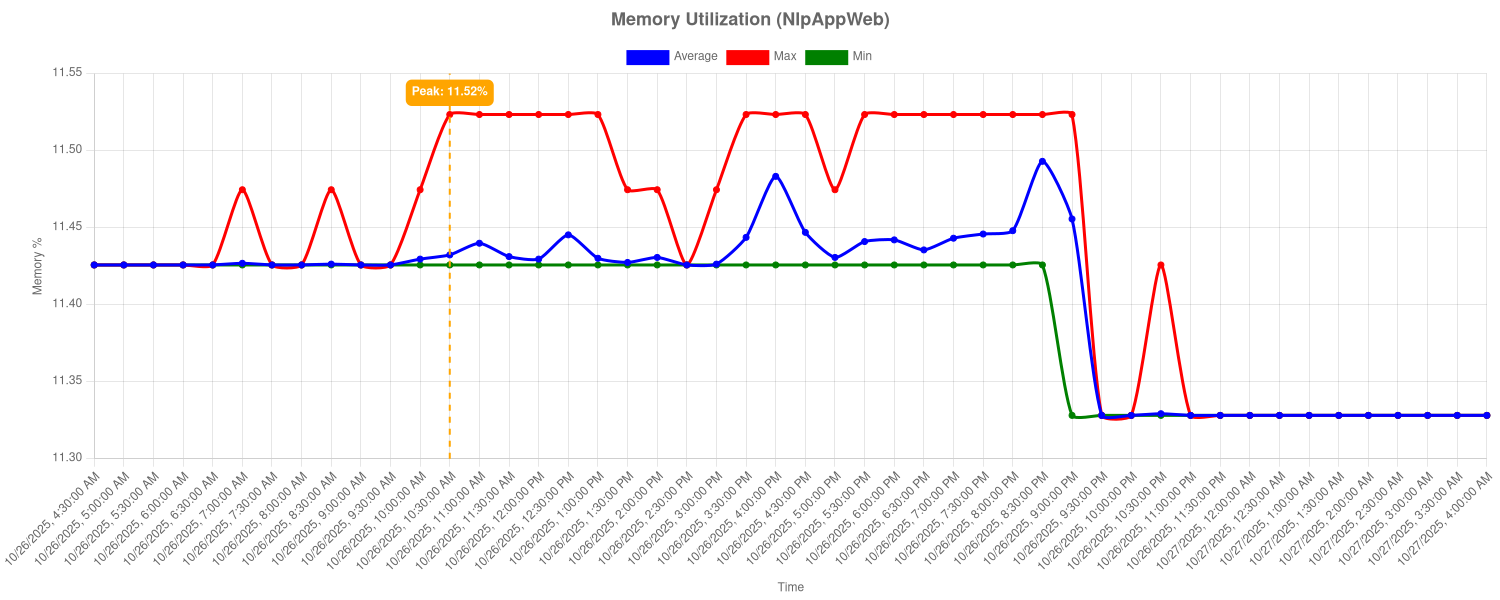 Memory Utilization (NlpAppWeb)
Average Max Min
Peak: 11.52%
11.55
11.50
11.45
11.40
11.35
11.30
Memory %
10/26/2025, 4:30:00 AM
10/26/2025, 5:00:00 AM
10/26/2025, 5:30:00 AM
10/26/2025, 6:00:00 AM
10/26/2025, 6:30:00 AM
10/26/2025, 7:00:00 AM
10/26/2025, 7:30:00 AM
10/26/2025, 8:00:00 AM
10/26/2025, 8:30:00 AM
10/26/2025, 9:00:00 AM
10/26/2025, 9:30:00 AM
10/26/2025, 10:00:00 AM
10/26/2025, 10:30:00 AM
10/26/2025, 11:00:00 AM
10/26/2025, 11:30:00 AM
10/26/2025, 12:00:00 PM
10/26/2025, 12:30:00 PM
10/26/2025, 1:00:00 PM
10/26/2025, 1:30:00 PM
10/26/2025, 2:00:00 PM
10/26/2025, 2:30:00 PM
10/26/2025, 3:00:00 PM
10/26/2025, 3:30:00 PM
10/26/2025, 4:00:00 PM
10/26/2025, 4:30:00 PM
10/26/2025, 5:00:00 PM
10/26/2025, 5:30:00 PM
10/26/2025, 6:00:00 PM
10/26/2025, 6:30:00 PM
10/26/2025, 7:00:00 PM
10/26/2025, 7:30:00 PM
10/26/2025, 8:00:00 PM
10/26/2025, 8:30:00 PM
10/26/2025, 9:00:00 PM
10/26/2025, 9:30:00 PM
10/26/2025, 10:00:00 PM
10/26/2025, 10:30:00 PM
10/26/2025, 11:00:00 PM
10/26/2025, 11:30:00 PM
10/27/2025, 12:00:00 AM
10/27/2025, 12:30:00 AM
10/27/2025, 1:00:00 AM
10/27/2025, 1:30:00 AM
10/27/2025, 2:00:00 AM
10/27/2025, 2:30:00 AM
10/27/2025, 3:00:00 AM
10/27/2025, 3:30:00 AM
10/27/2025, 4:00:00 AM
Time